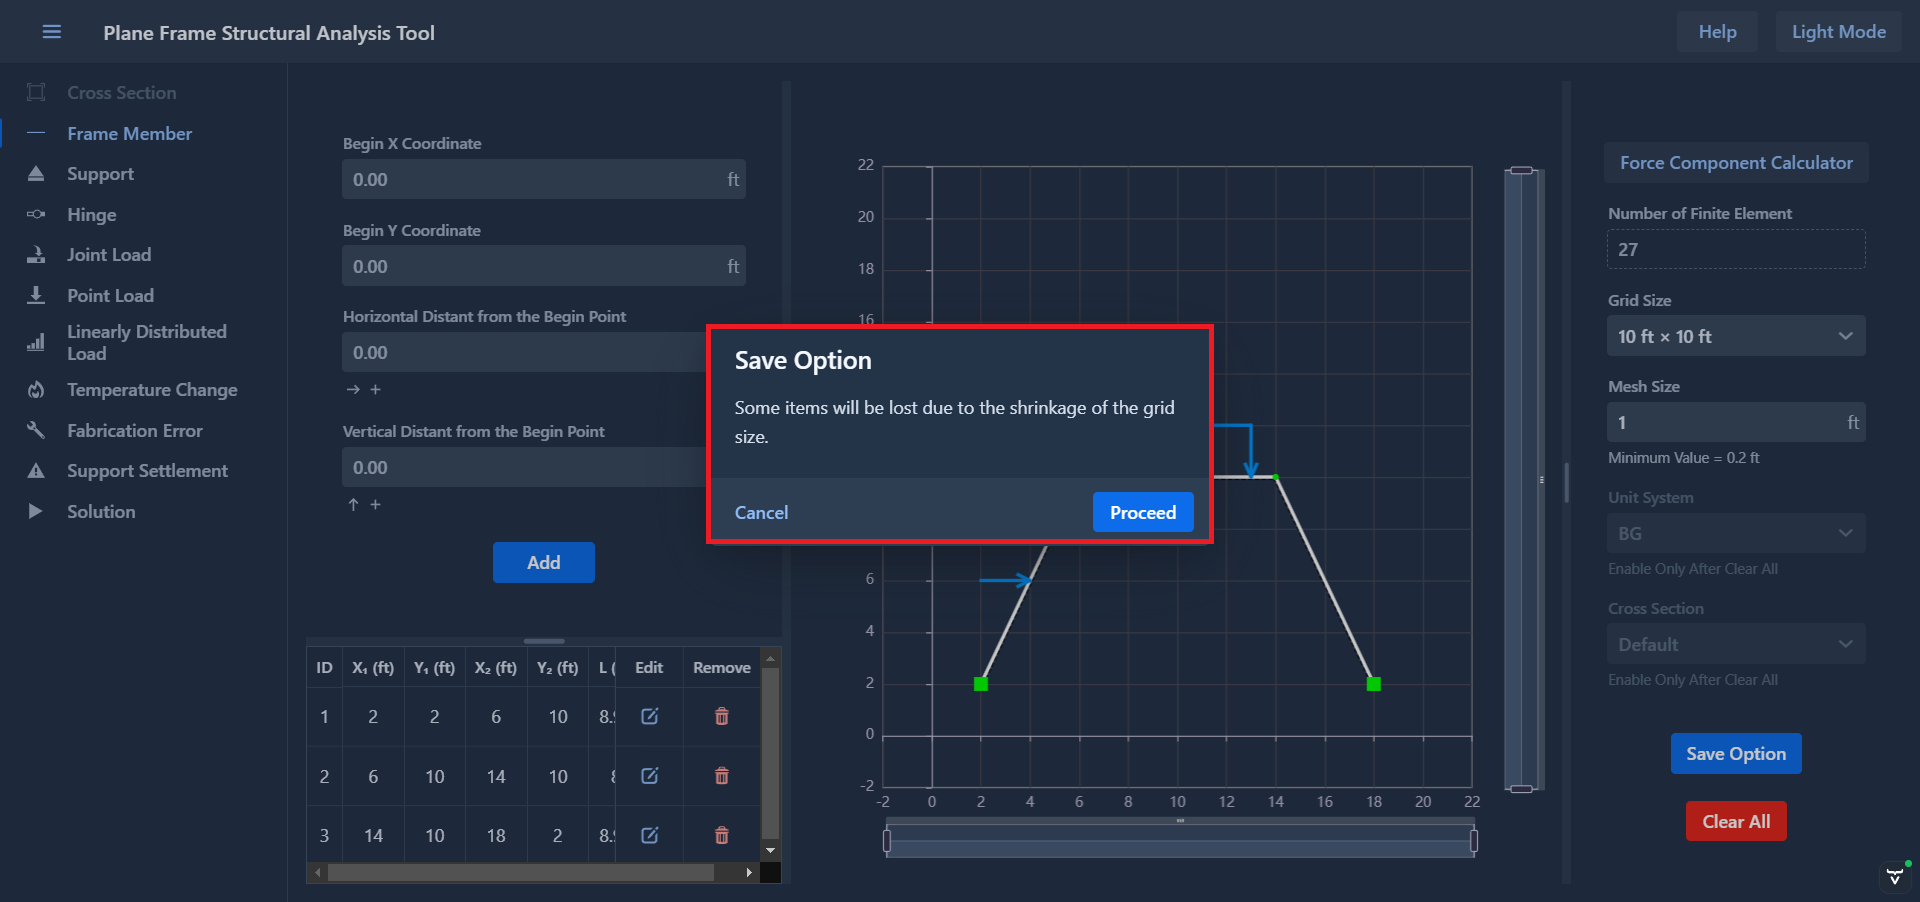 Plane Frame Structural Analysis Tool
Help
Light Mode
Cross Section
Frame Member
Support
Hinge
Joint Load
Point Load
Linearly Distributed
Load
Temperature Change
Fabrication Error
Support Settlement
Solution
Begin X Coordinate
0.00 ft
Begin Y Coordinate
0.00 ft
Horizontal Distant from the Begin Point
0.00
→ +
Vertical Distant from the Begin Point
0.00
↑ +
Add
ID X₁ (ft) Y₁ (ft) X₂ (ft) Y₂ (ft) L ( Edit Remove
1 2 2 6 10 8.
2 6 10 14 10
3 14 10 18 2 8.
22
20
18
16
6
4
2
0
-2
-2 0 2 4 6 8 10 12 14 16 18 20 22
Save Option
Some items will be lost due to the shrinkage of the grid
size.
Cancel
Proceed
Force Component Calculator
Number of Finite Element
27
Grid Size
10 ft × 10 ft
Mesh Size
1 ft
Minimum Value = 0.2 ft
Unit System
BG
Enable Only After Clear All
Cross Section
Default
Enable Only After Clear All
Save Option
Clear All